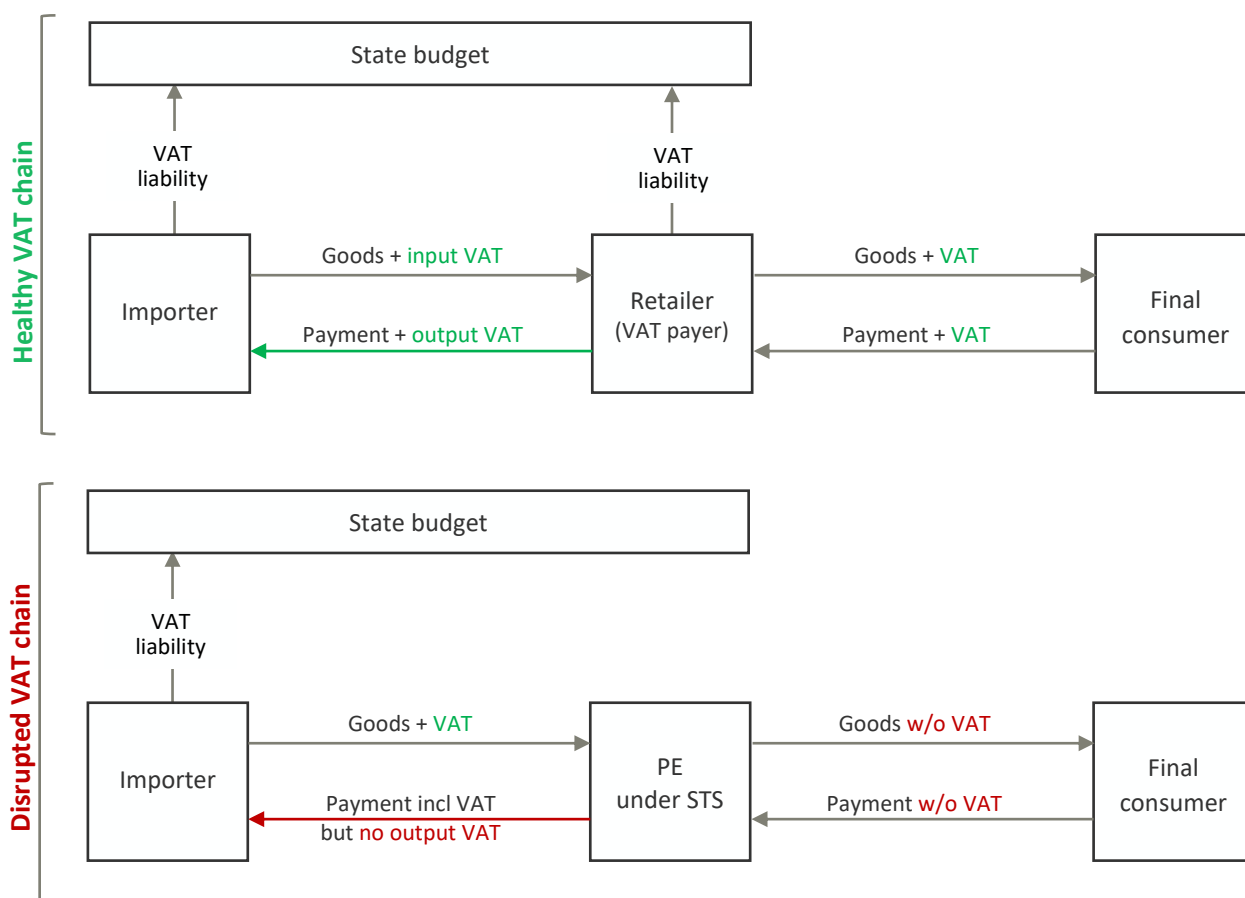 Healthy VAT chain
State budget
VAT
liability
VAT
liability
Importer
Goods + input VAT
Payment + output VAT
Retailer
(VAT payer)
Goods + VAT
Payment + VAT
Final
consumer
Disrupted VAT chain
State budget
VAT
liability
Importer
Goods + VAT
Payment incl VAT
but no output VAT
PE
under STS
Goods w/o VAT
Payment w/o VAT
Final
consumer